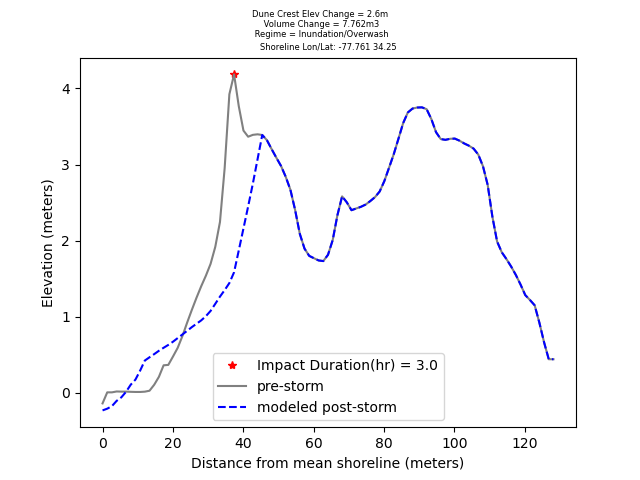 Dune Crest Elev Change = 2.6m
Volume Change = 7.762m3
Regime = Inundation/Overwash
Shoreline Lon/Lat: -77.761 34.25
Elevation (meters)
4
3
2
1
0
Impact Duration(hr) = 3.0
pre-storm
modeled post-storm
0 20 40 60 80 100 120
Distance from mean shoreline (meters)